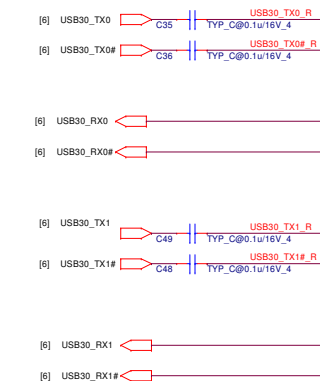 [6] USB30_TX0 C35 USB30_TX0_R
TYP_C@0.1u/16V_4
[6] USB30_TX0# C36 USB30_TX0#_R
TYP_C@0.1u/16V_4
[6] USB30_RX0
[6] USB30_RX0#
[6] USB30_TX1 C49 USB30_TX1_R
TYP_C@0.1u/16V_4
[6] USB30_TX1# C48 USB30_TX1#_R
TYP_C@0.1u/16V_4
[6] USB30_RX1
[6] USB30_RX1#